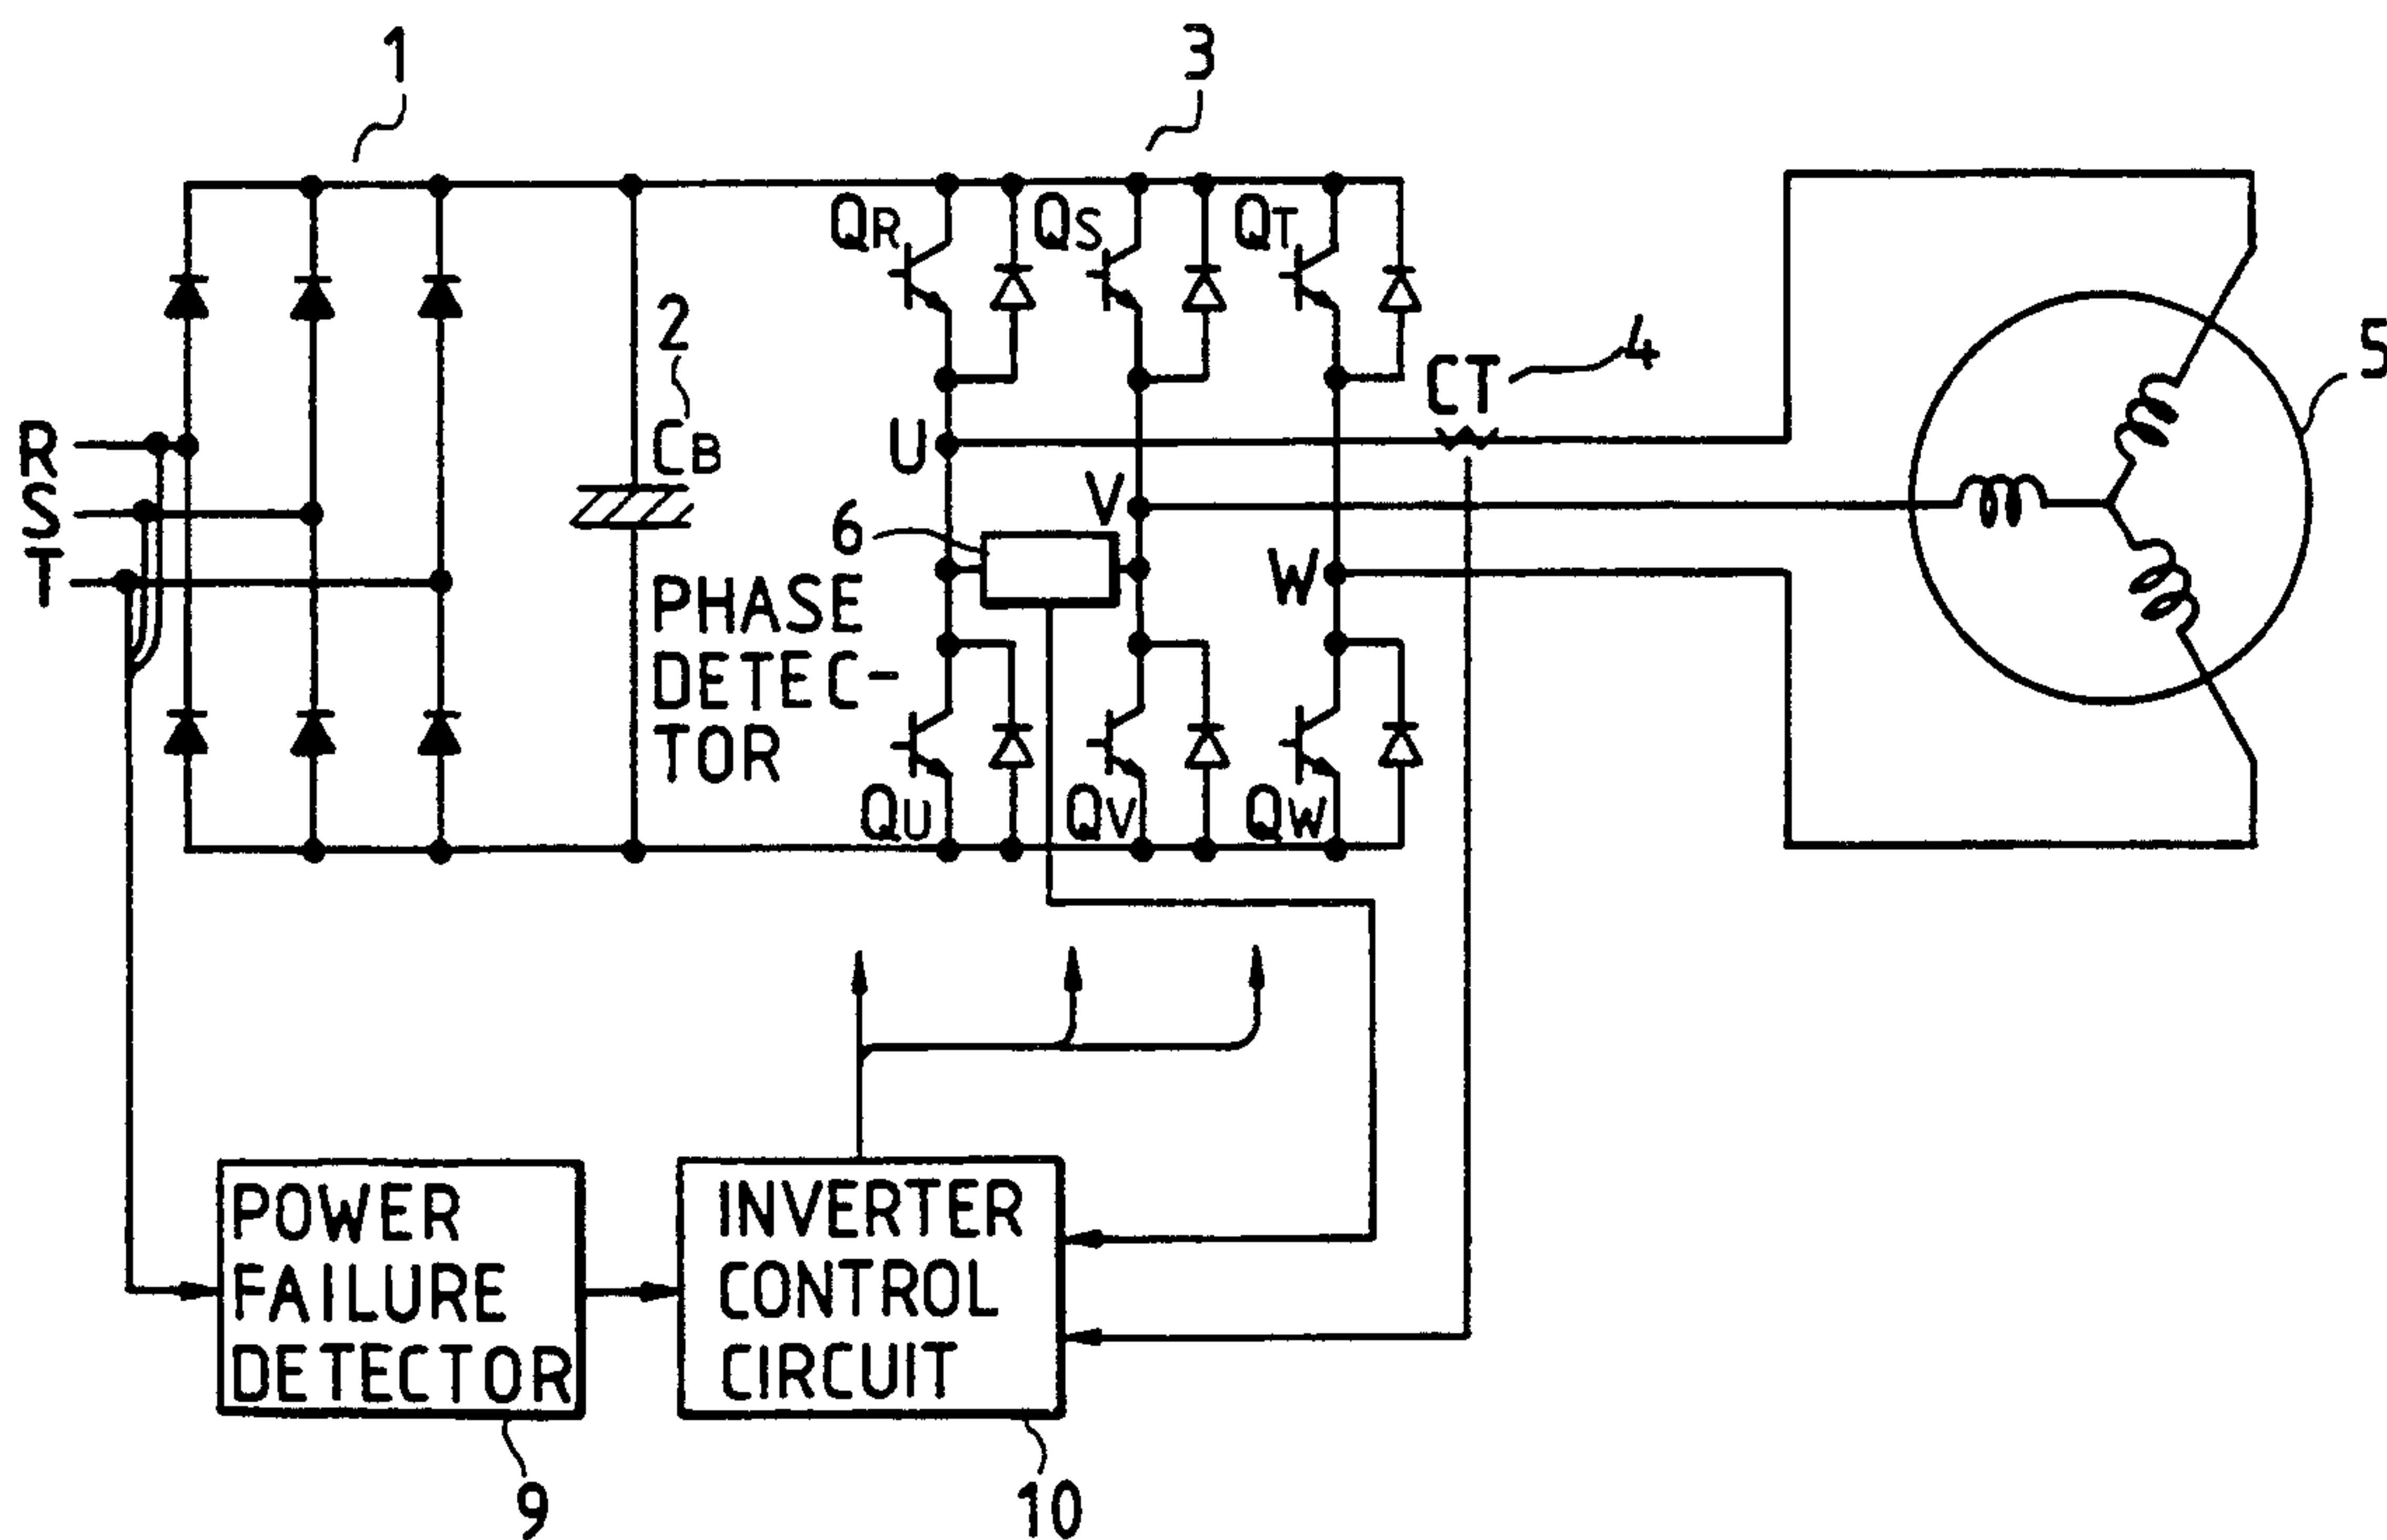 1
3
QR
QS
QT
2
CT
4
5
R
CB
U
S
V
6
T
W
PHASE
DETEC-
TOR
QU
QV
QW
POWER
FAILURE
DETECTOR
INVERTER
CONTROL
CIRCUIT
9
10